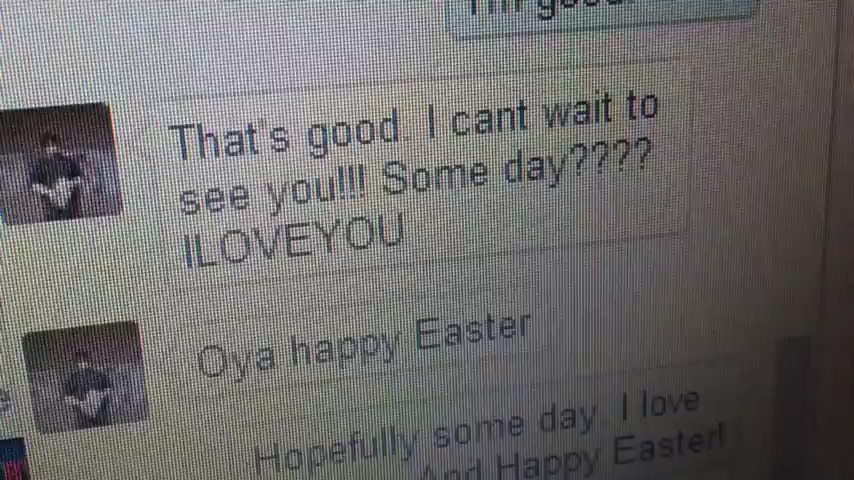 I'm good.
That's good. I cant wait to
see you!!! Some day????
ILOVEYOU
Oya happy Easter
Hopefully some day. I love
And Happy Easter!